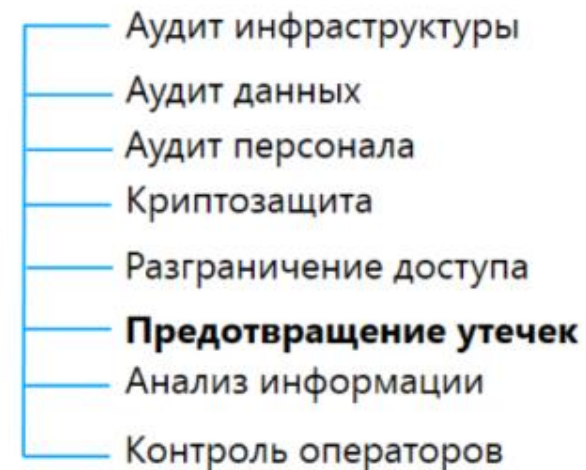 Аудит инфраструктуры
Аудит данных
Аудит персонала
Криптозащита
Разграничение доступа
Предотвращение утечек
Анализ информации
Контроль операторов